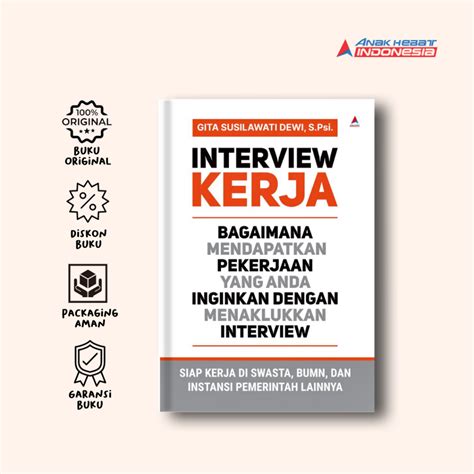 ANAK HEBAT
INDONESIA
100%
ORIGINAL
BUKU
ORIGINAL
DISKON
BUKU
PACKAGING
AMAN
GARANSI
BUKU
GITA SUSILAWATI DEWI, S.Psi.
INTERVIEW
KERJA
BAGAIMANA
MENDAPATKAN
PEKERJAAN
YANG ANDA
INGINKAN DENGAN
MENAKLUKKAN
INTERVIEW
SIAP KERJA DI SWASTA, BUMN, DAN
INSTANSI PEMERINTAH LAINNYA